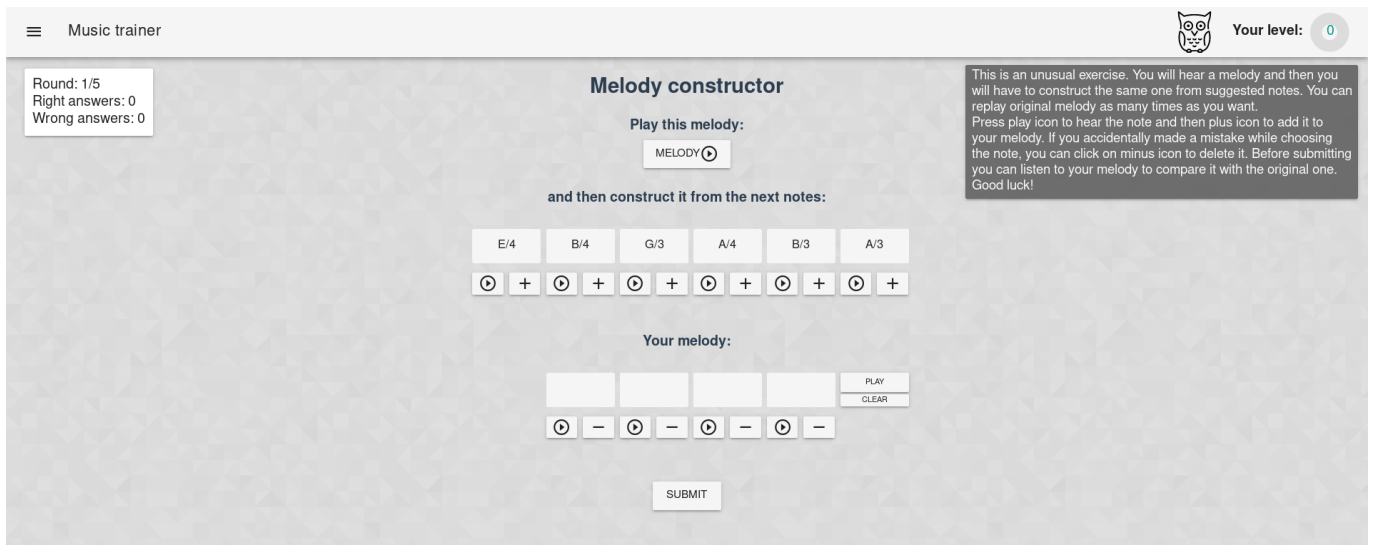 Music trainer
Your level: 0
Round: 1/5
Right answers: 0
Wrong answers: 0
Melody constructor
Play this melody:
MELODY
and then construct it from the next notes:
E/4 B/4 G/3 A/4 B/3 A/3
Your melody:
PLAY
CLEAR
SUBMIT
This is an unusual exercise. You will hear a melody and then you
will have to construct the same one from suggested notes. You can
replay original melody as many times as you want.
Press play icon to hear the note and then plus icon to add it to
your melody. If you accidentally made a mistake while choosing
the note, you can click on minus icon to delete it. Before submitting
you can listen to your melody to compare it with the original one.
Good luck!